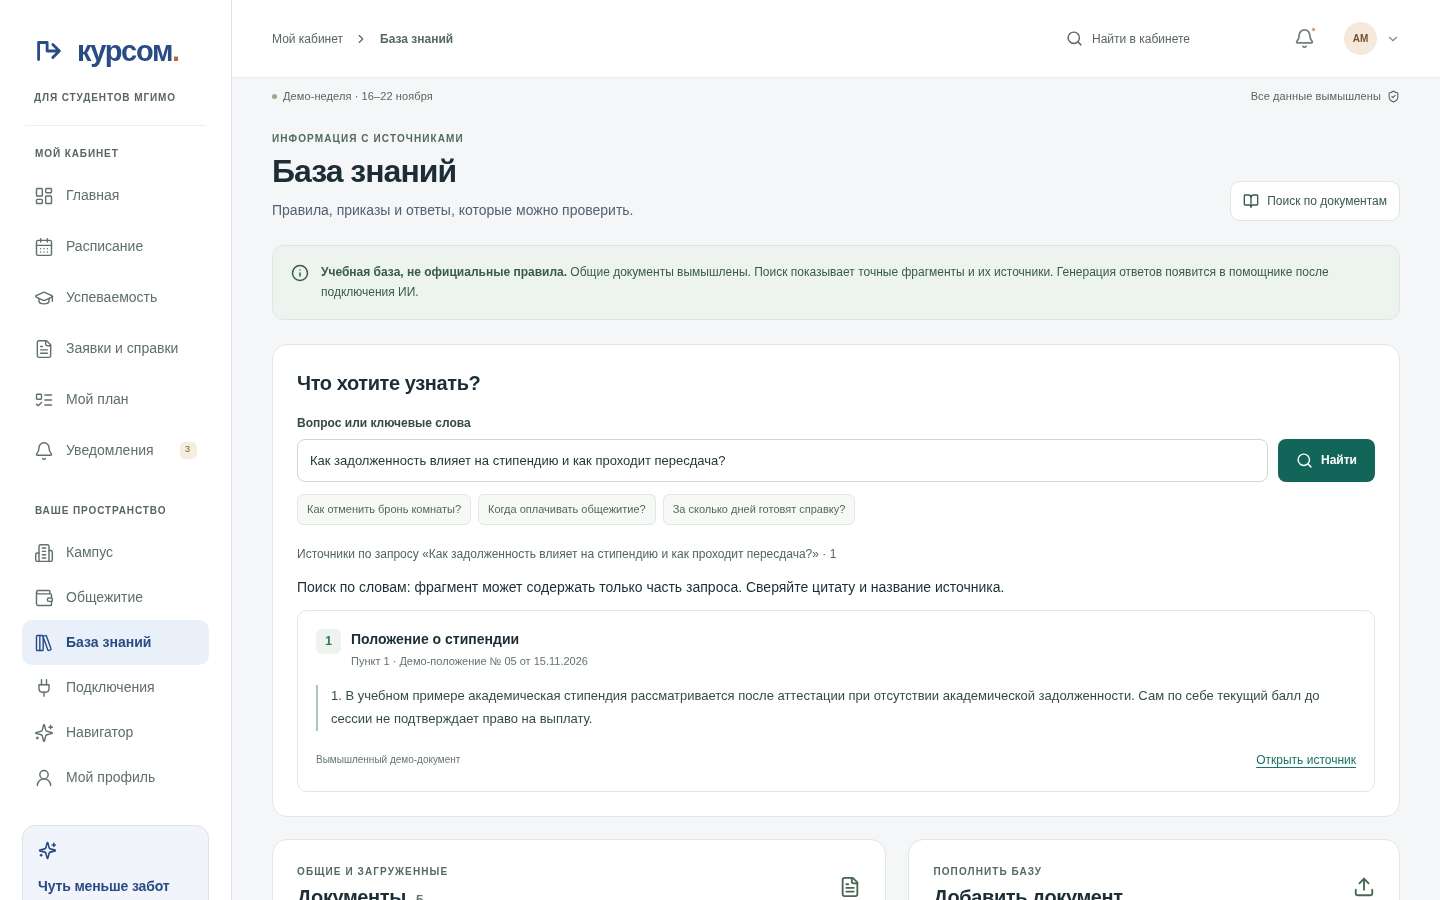 курсом.
ДЛЯ СТУДЕНТОВ МГИМО
МОЙ КАБИНЕТ
Главная
Расписание
Успеваемость
Заявки и справки
Мой план
Уведомления 3
ВАШЕ ПРОСТРАНСТВО
Кампус
Общежитие
База знаний
Подключения
Навигатор
Мой профиль
Чуть меньше забот
Мой кабинет База знаний
Найти в кабинете
АМ
Демо-неделя · 16–22 ноября
Все данные вымышлены
ИНФОРМАЦИЯ С ИСТОЧНИКАМИ
База знаний
Правила, приказы и ответы, которые можно проверить.
Поиск по документам
Учебная база, не официальные правила. Общие документы вымышлены. Поиск показывает точные фрагменты и их источники. Генерация ответов появится в помощнике после
подключения ИИ.
Что хотите узнать?
Вопрос или ключевые слова
Как задолженность влияет на стипендию и как проходит пересдача?
Найти
Как отменить бронь комнаты?
Когда оплачивать общежитие?
За сколько дней готовят справку?
Источники по запросу «Как задолженность влияет на стипендию и как проходит пересдача?» · 1
Поиск по словам: фрагмент может содержать только часть запроса. Сверяйте цитату и название источника.
1 Положение о стипендии
Пункт 1 · Демо-положение № 05 от 15.11.2026
1. В учебном примере академическая стипендия рассматривается после аттестации при отсутствии академической задолженности. Сам по себе текущий балл до
сессии не подтверждает право на выплату.
Вымышленный демо-документ
Открыть источник
ОБЩИЕ И ЗАГРУЖЕННЫЕ
Документы 5
ПОПОЛНИТЬ БАЗУ
Добавить документ